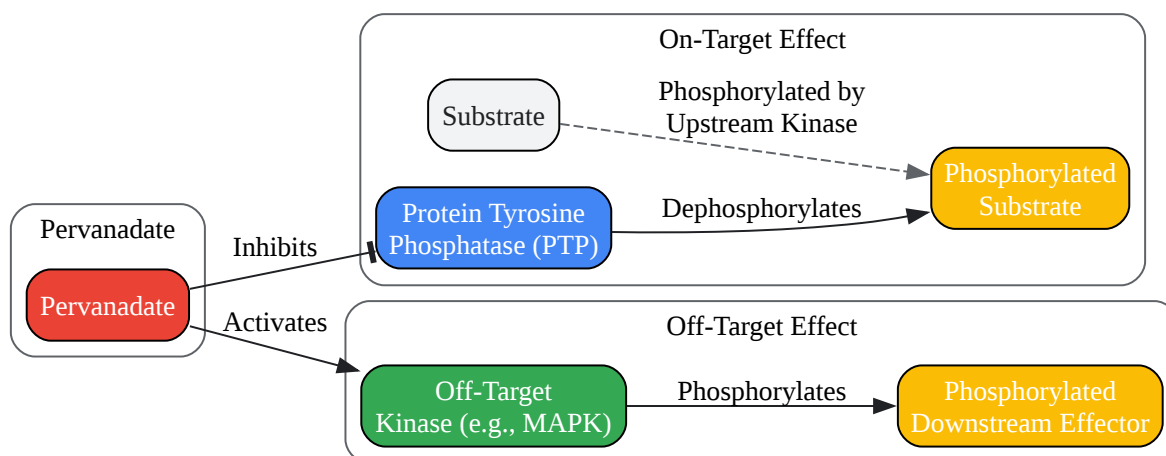 On-Target Effect
Substrate
Phosphorylated by
Upstream Kinase
Phosphorylated
Substrate
Protein Tyrosine
Phosphatase (PTP)
Dephosphorylates
Pervanadate
Pervanadate
Inhibits
Activates
Off-Target Effect
Off-Target
Kinase (e.g., MAPK)
Phosphorylates
Phosphorylated
Downstream Effector